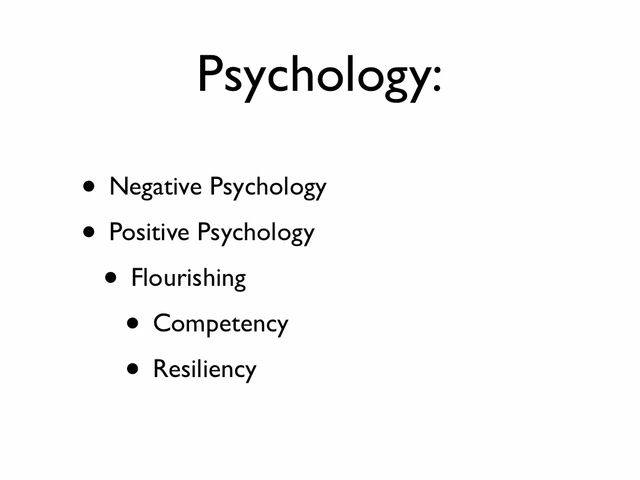 Psychology:
• Negative Psychology
• Positive Psychology
• Flourishing
• Competency
• Resiliency